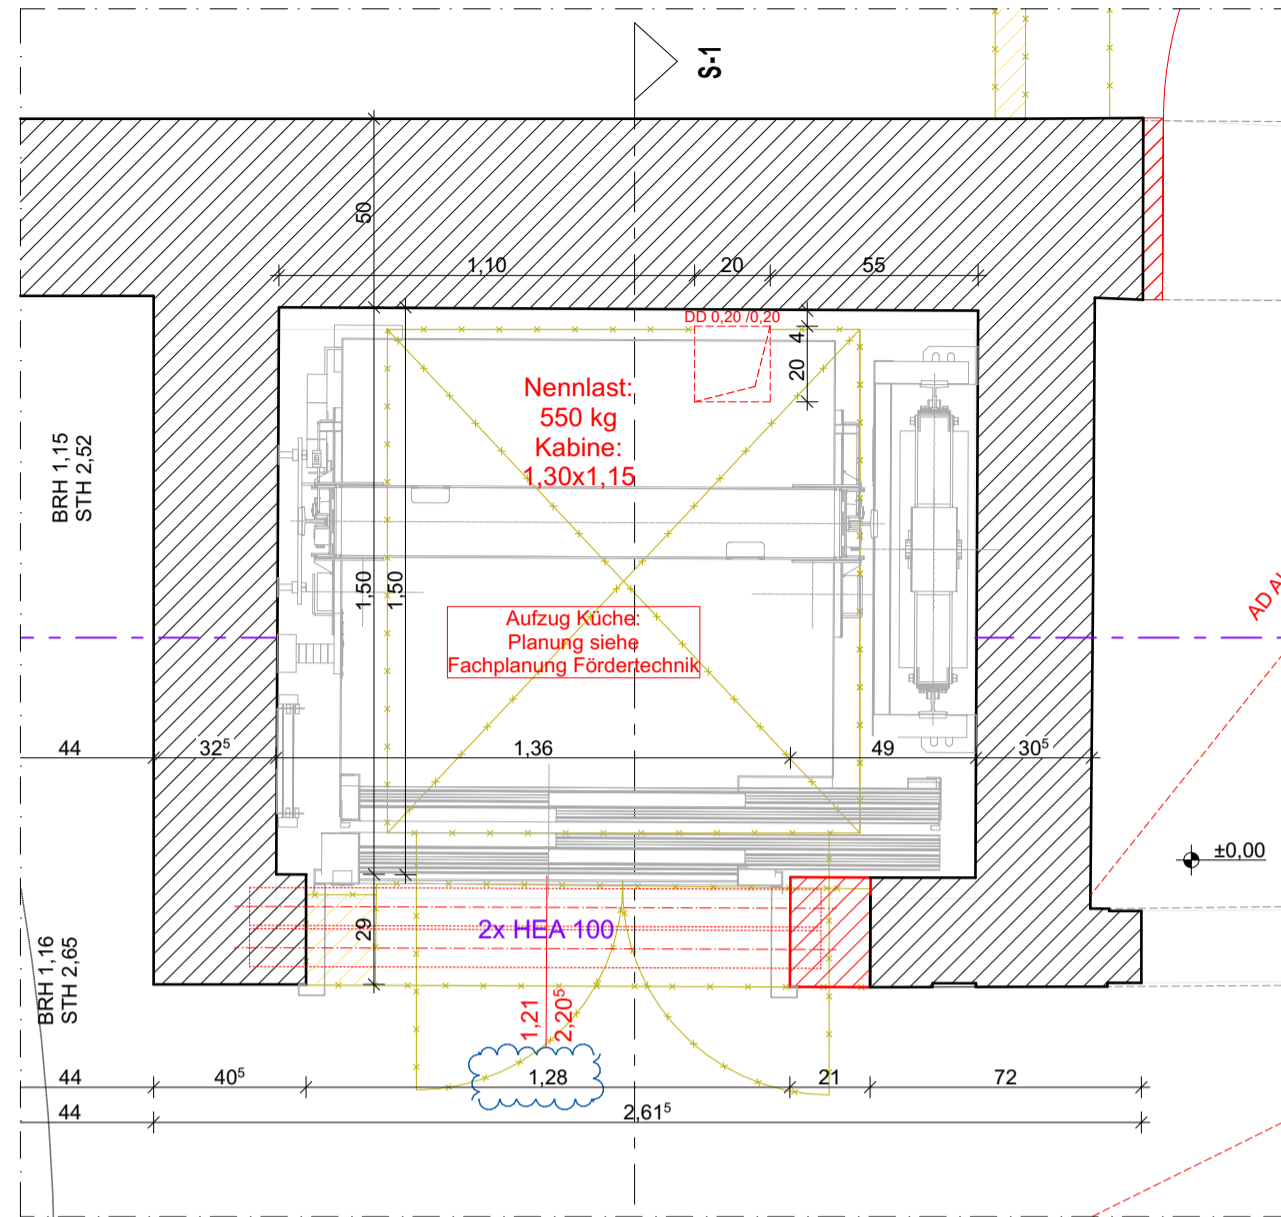 S-1
50
1,10
20
55
DD 0,20 /0,20
4
20
Nennlast:
550 kg
Kabine:
1,30x1,15
BRH 1,15
STH 2,52
1,50
1,50
Aufzug Küche:
Planung siehe
Fachplanung Fördertechnik
44
32⁵
1,36
49
30⁵
±0,00
29
2x HEA 100
BRH 1,16
STH 2,65
1,21
2,20⁵
44
40⁵
1,28
21
72
44
2,61⁵
AD